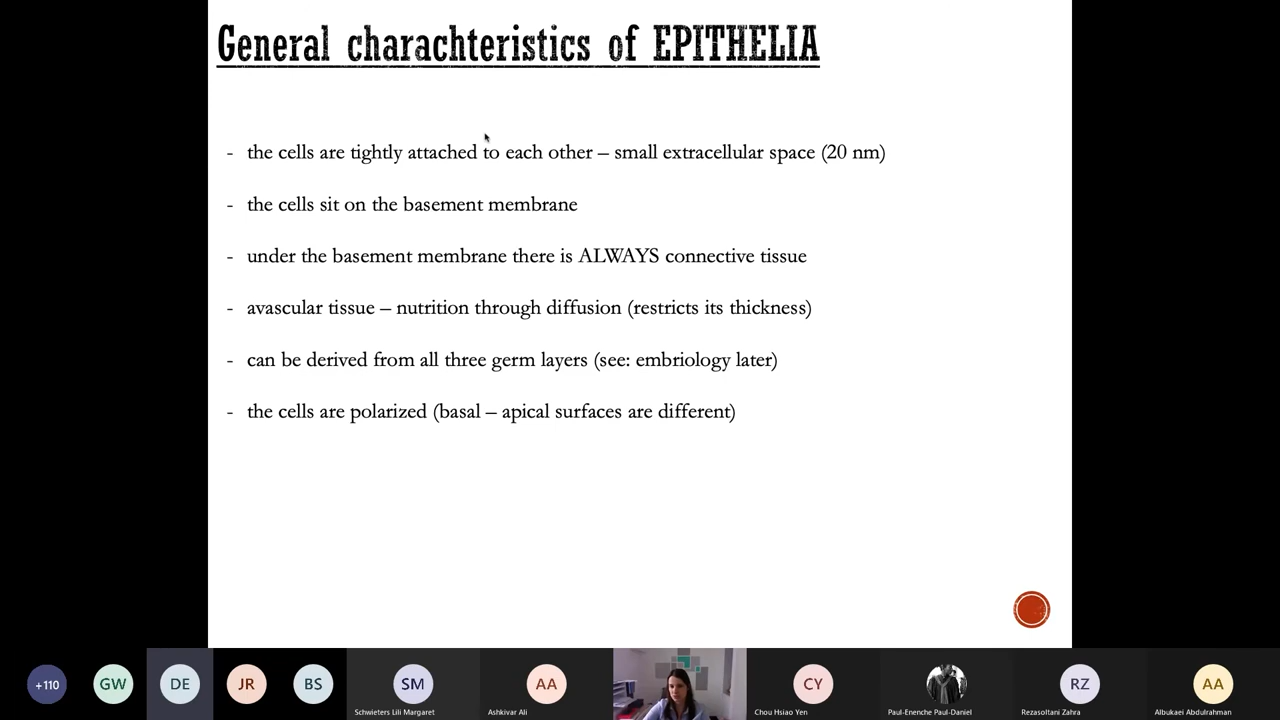 General charachteristics of EPITHELIA
- the cells are tightly attached to each other – small extracellular space (20 nm)
- the cells sit on the basement membrane
- under the basement membrane there is ALWAYS connective tissue
- avascular tissue – nutrition through diffusion (restricts its thickness)
- can be derived from all three germ layers (see: embriology later)
- the cells are polarized (basal – apical surfaces are different)
+110 GW DE JR BS SM AA CY RZ AA
Schwieters Lili Margaret Ashkivar Ali Chou Hsiao Yen Paul-Enenche Paul-Daniel Rezasoltani Zahra Albukaei Abdulrahman